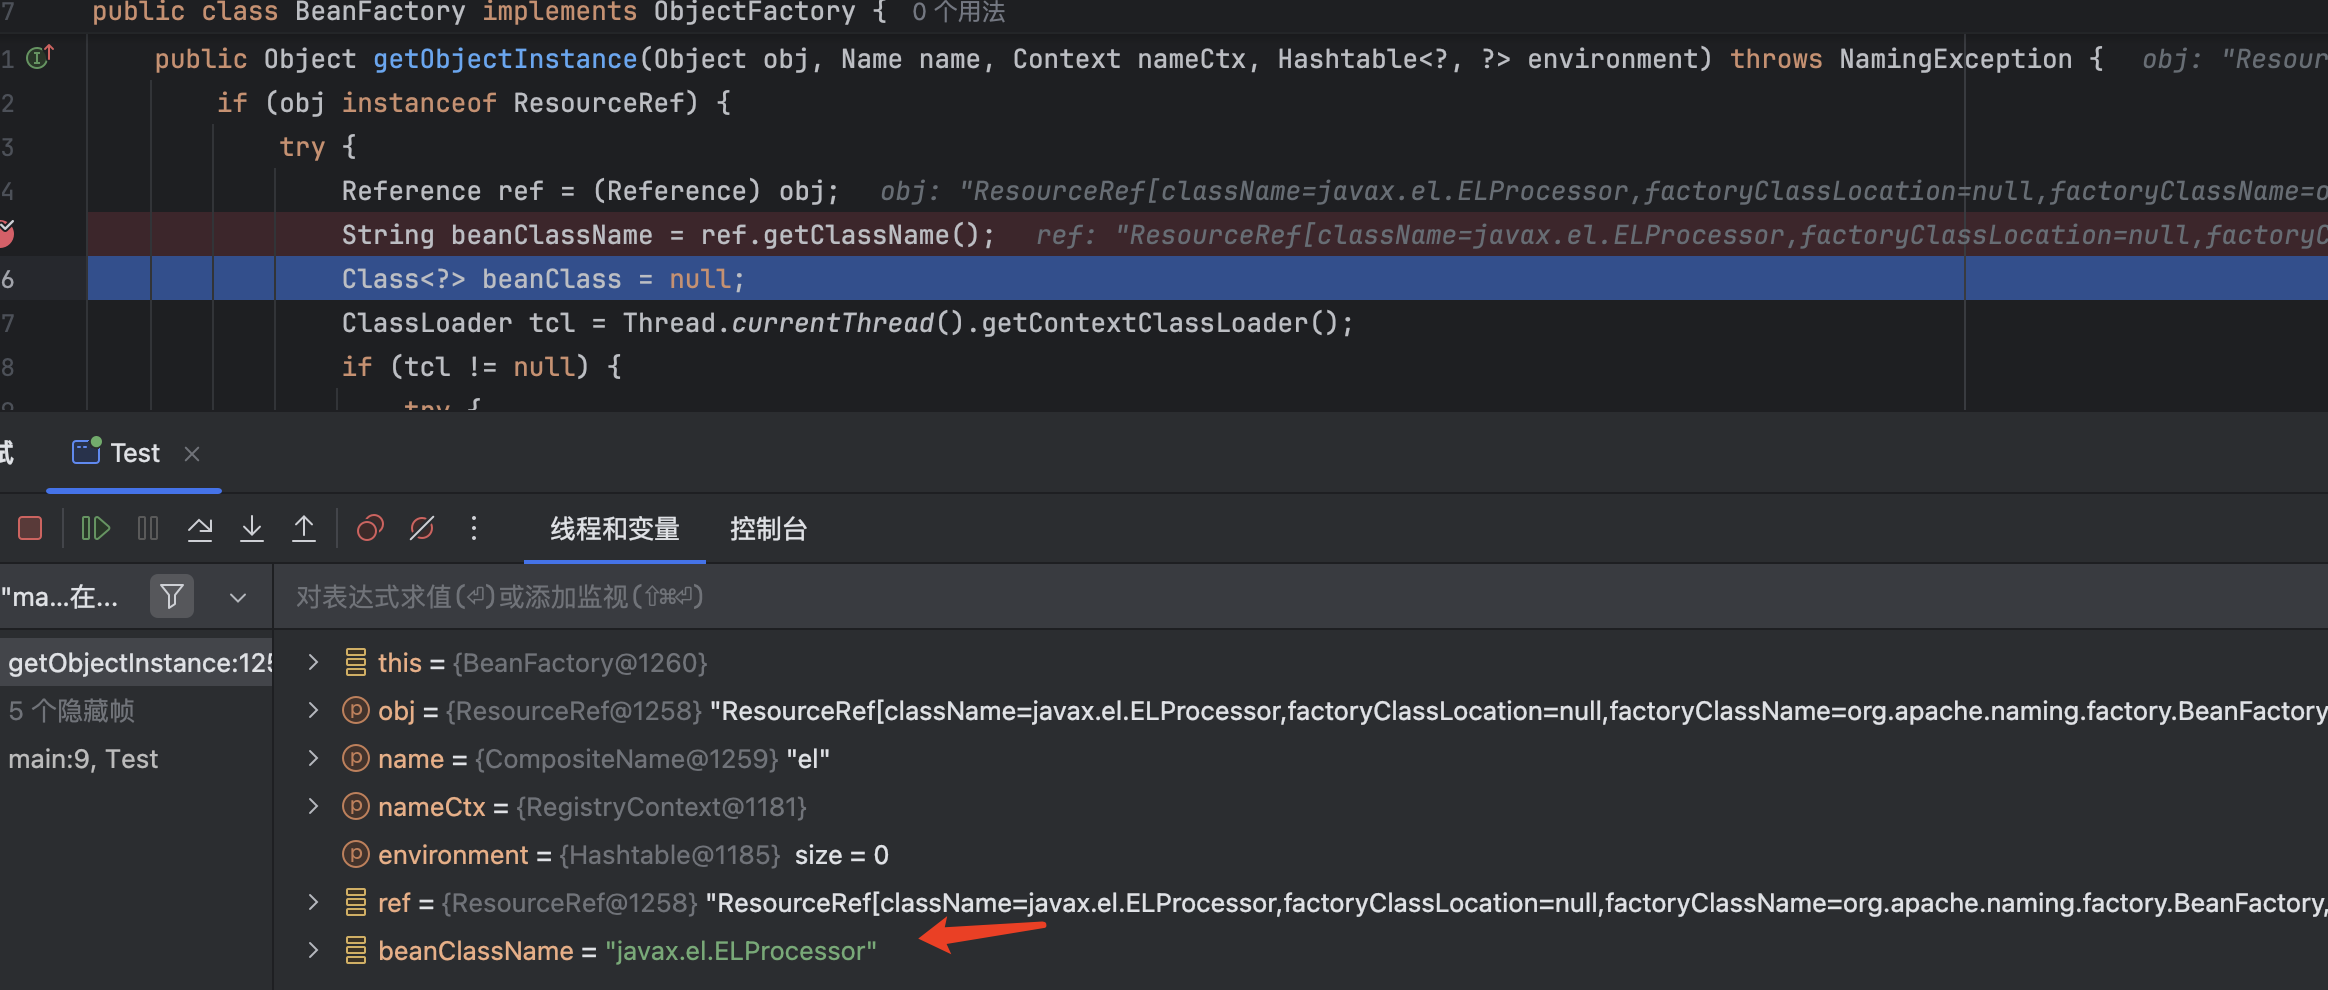 7 public class BeanFactory implements ObjectFactory { 0 个用法
1 public Object getObjectInstance(Object obj, Name name, Context nameCtx, Hashtable<?, ?> environment) throws NamingException { obj: "Resour
2 if (obj instanceof ResourceRef) {
3 try {
4 Reference ref = (Reference) obj; obj: "ResourceRef[className=javax.el.ELProcessor,factoryClassLocation=null,factoryClassName=o
String beanClassName = ref.getClassName(); ref: "ResourceRef[className=javax.el.ELProcessor,factoryClassLocation=null,factoryC
6 Class<?> beanClass = null;
7 ClassLoader tcl = Thread.currentThread().getContextClassLoader();
8 if (tcl != null) {
9 try {
试 Test ×
线程和变量 控制台
"ma...在... 对表达式求值(⏎)或添加监视(⇧⌘⏎)
getObjectInstance:125
5 个隐藏帧
main:9, Test
this = {BeanFactory@1260}
obj = {ResourceRef@1258} "ResourceRef[className=javax.el.ELProcessor,factoryClassLocation=null,factoryClassName=org.apache.naming.factory.BeanFactory
name = {CompositeName@1259} "el"
nameCtx = {RegistryContext@1181}
environment = {Hashtable@1185} size = 0
ref = {ResourceRef@1258} "ResourceRef[className=javax.el.ELProcessor,factoryClassLocation=null,factoryClassName=org.apache.naming.factory.BeanFactory,
beanClassName = "javax.el.ELProcessor"